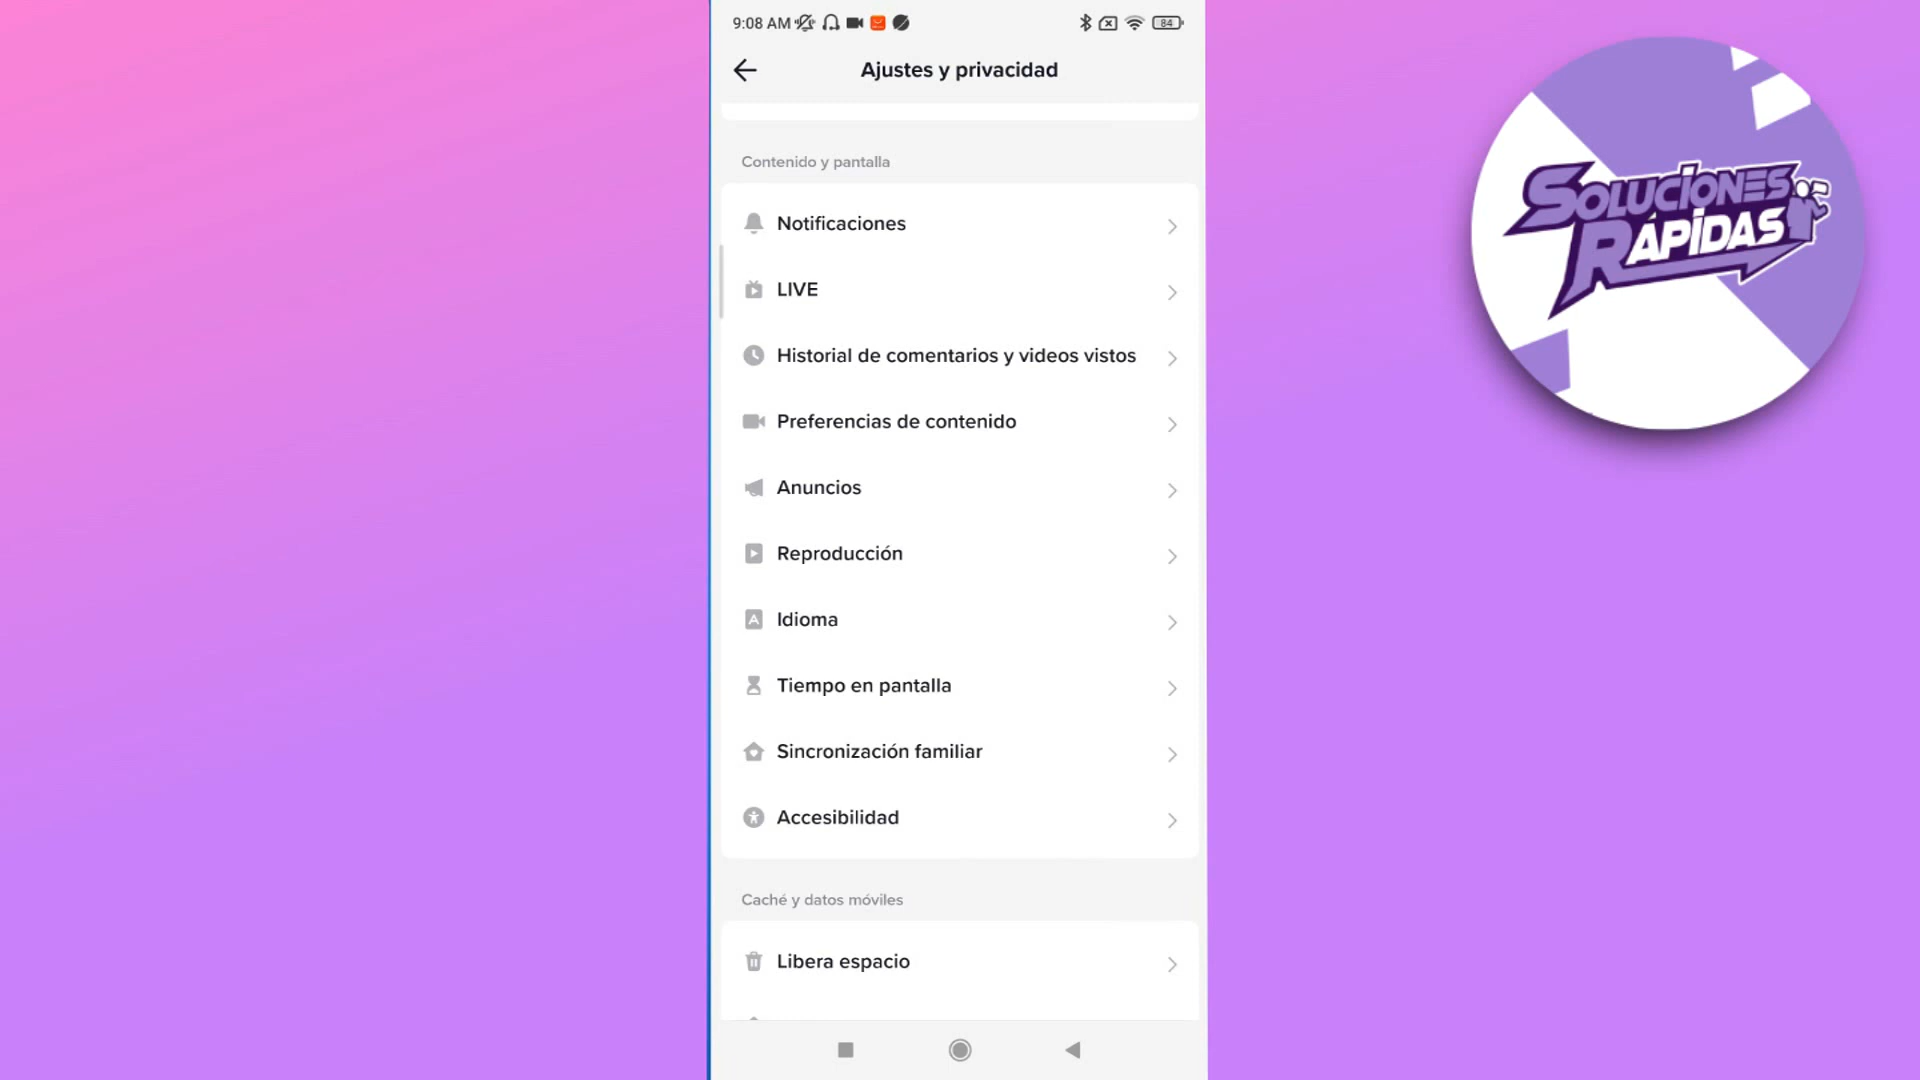 9:08 AM
84
Ajustes y privacidad
SOLUCIONES
RÁPIDAS
Contenido y pantalla
Notificaciones
LIVE
Historial de comentarios y videos vistos
Preferencias de contenido
Anuncios
Reproducción
Idioma
Tiempo en pantalla
Sincronización familiar
Accesibilidad
Caché y datos móviles
Libera espacio